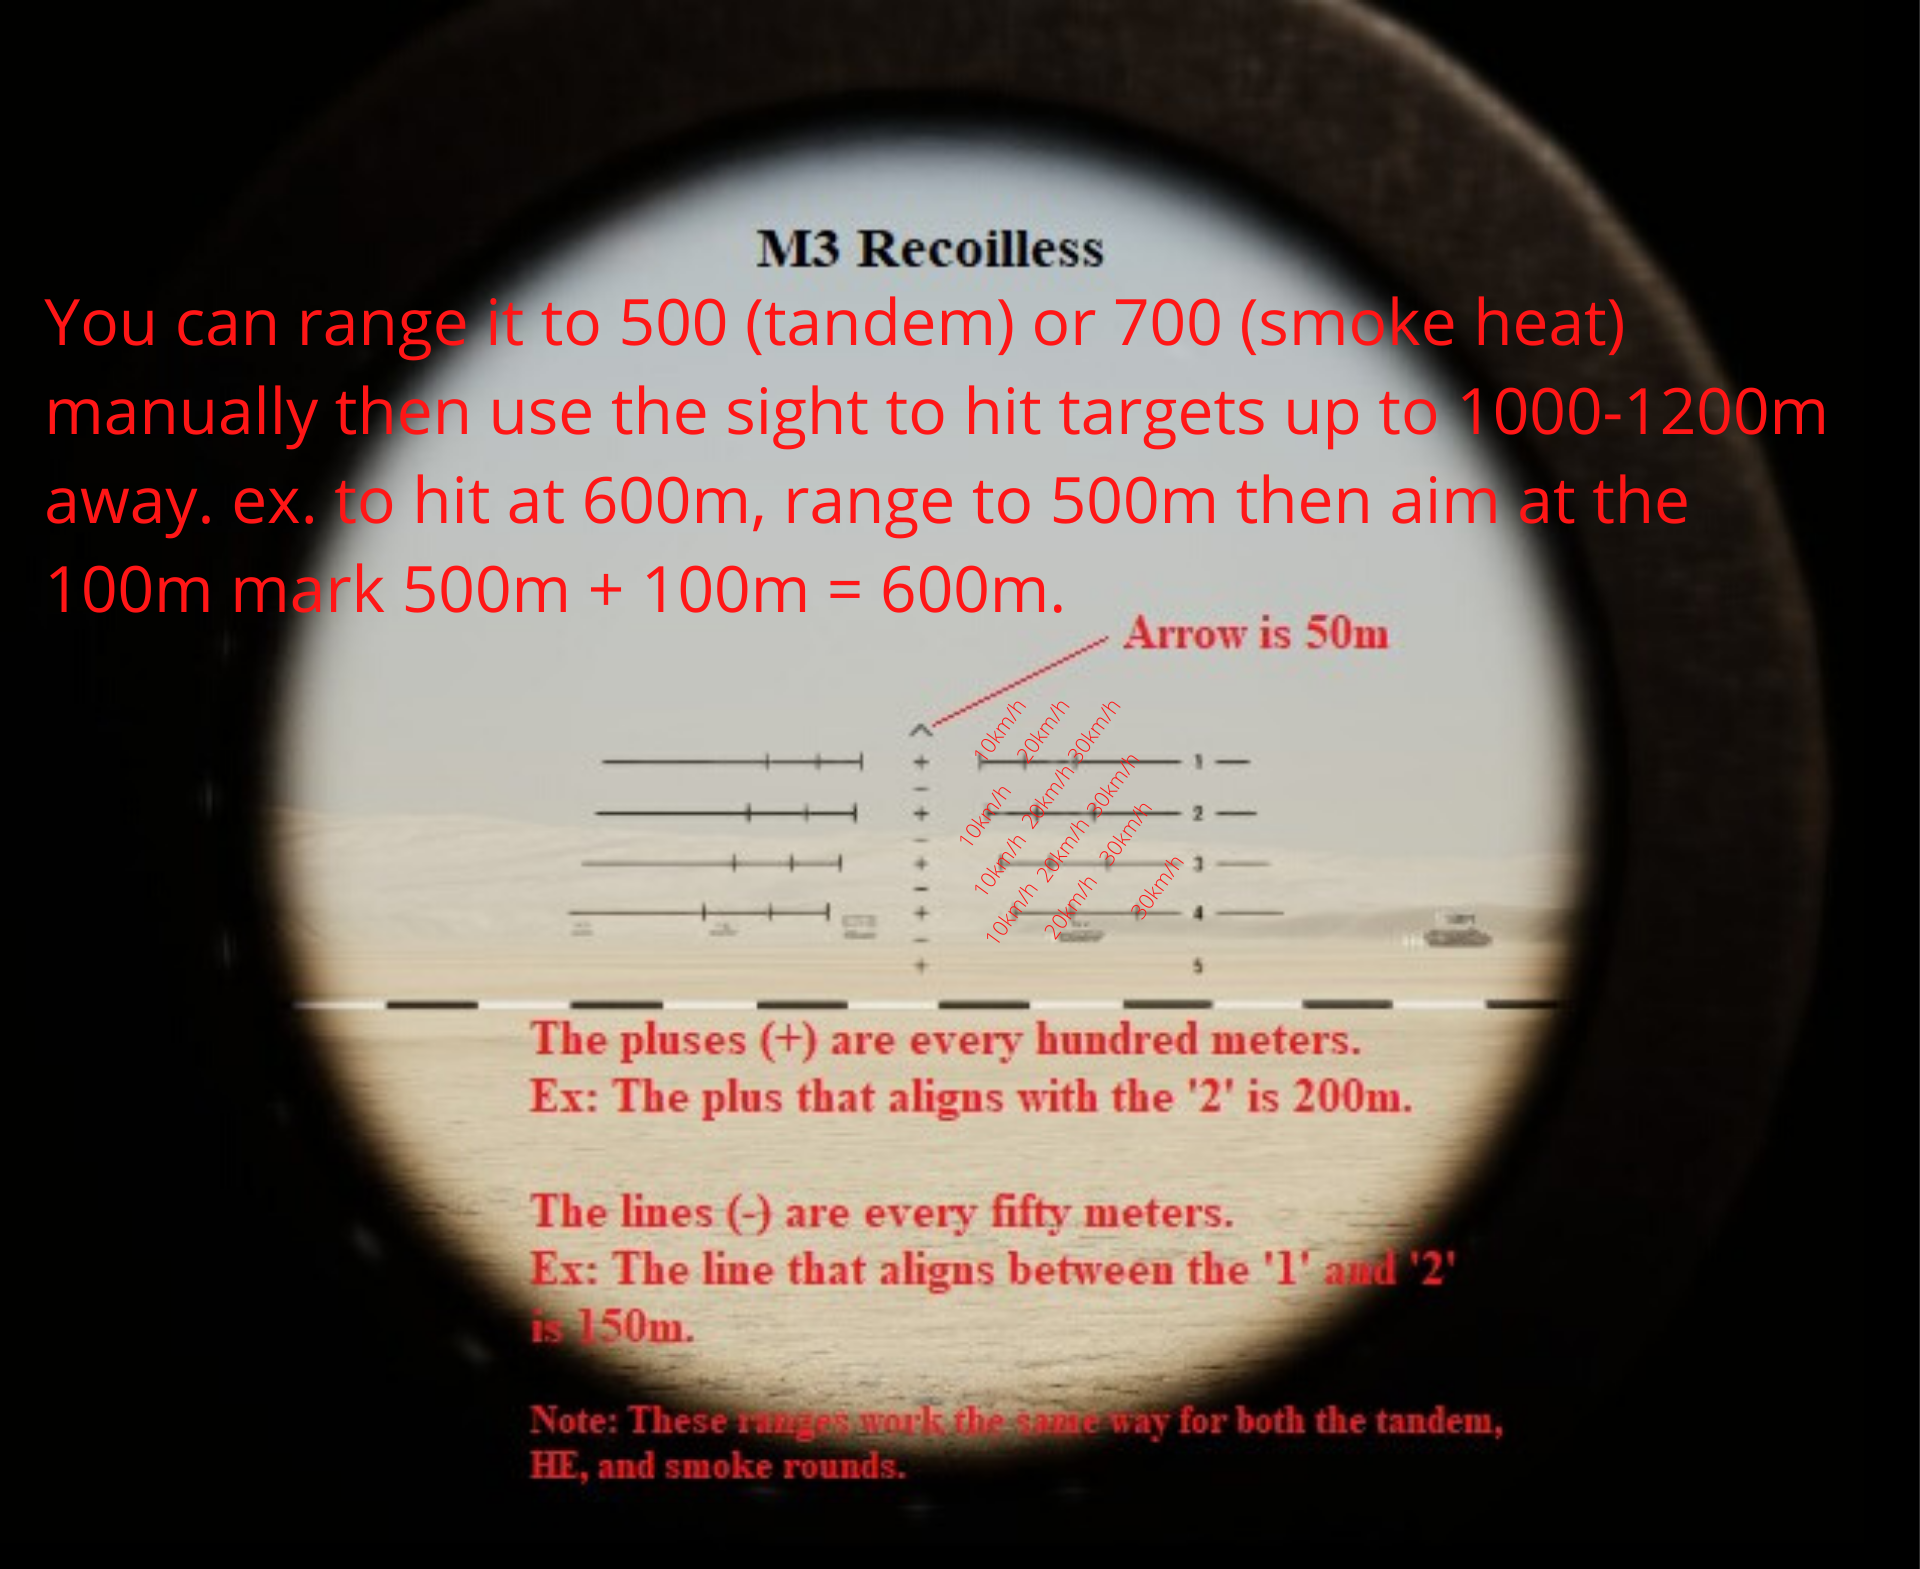 M3 Recoilless
You can range it to 500 (tandem) or 700 (smoke heat)
manually then use the sight to hit targets up to 1000-1200m
away. ex. to hit at 600m, range to 500m then aim at the
100m mark 500m + 100m = 600m.
Arrow is 50m
10km/h 20km/h 30km/h
1
10km/h 20km/h 30km/h
2
10km/h 20km/h 30km/h
3
10km/h 20km/h 30km/h
4
5
The pluses (+) are every hundred meters.
Ex: The plus that aligns with the '2' is 200m.
The lines (-) are every fifty meters.
Ex: The line that aligns between the '1' and '2'
is 150m.
Note: These ranges work the same way for both the tandem,
HE, and smoke rounds.